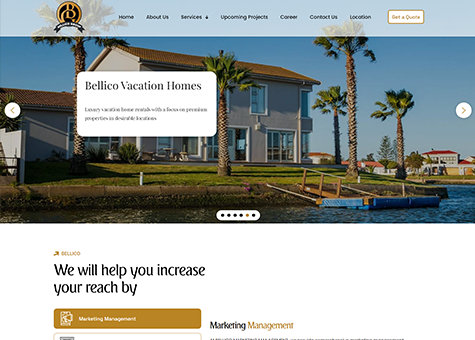 Home About Us Services Upcoming Projects Career Contact Us Location Get a Quote
Bellico Vacation Homes
Luxury vacation home rentals with a focus on premium
properties in desirable locations
BELLICO
We will help you increase
your reach by
Marketing Management
Marketing Management